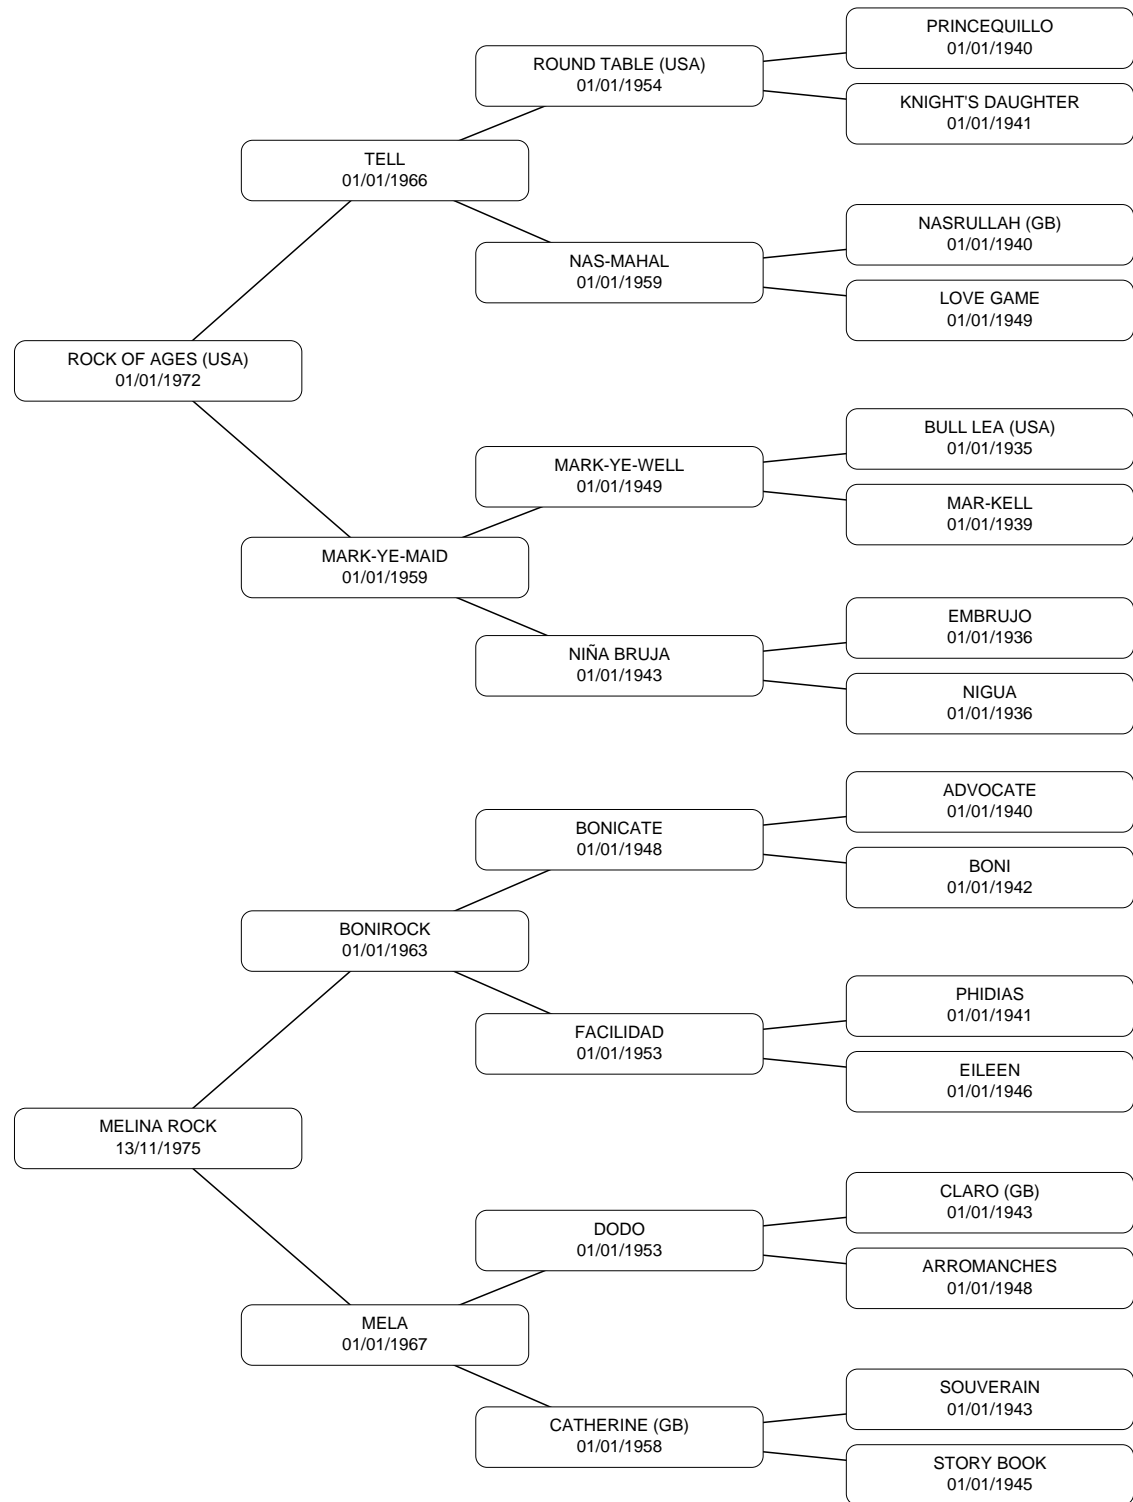 PRINCEQUILLO
01/01/1940
ROUND TABLE (USA)
01/01/1954
KNIGHT'S DAUGHTER
01/01/1941
TELL
01/01/1966
NASRULLAH (GB)
01/01/1940
NAS-MAHAL
01/01/1959
LOVE GAME
01/01/1949
ROCK OF AGES (USA)
01/01/1972
BULL LEA (USA)
01/01/1935
MARK-YE-WELL
01/01/1949
MAR-KELL
01/01/1939
MARK-YE-MAID
01/01/1959
EMBRUJO
01/01/1936
NIÑA BRUJA
01/01/1943
NIGUA
01/01/1936
ADVOCATE
01/01/1940
BONICATE
01/01/1948
BONI
01/01/1942
BONIROCK
01/01/1963
PHIDIAS
01/01/1941
FACILIDAD
01/01/1953
EILEEN
01/01/1946
MELINA ROCK
13/11/1975
CLARO (GB)
01/01/1943
DODO
01/01/1953
ARROMANCHES
01/01/1948
MELA
01/01/1967
SOUVERAIN
01/01/1943
CATHERINE (GB)
01/01/1958
STORY BOOK
01/01/1945